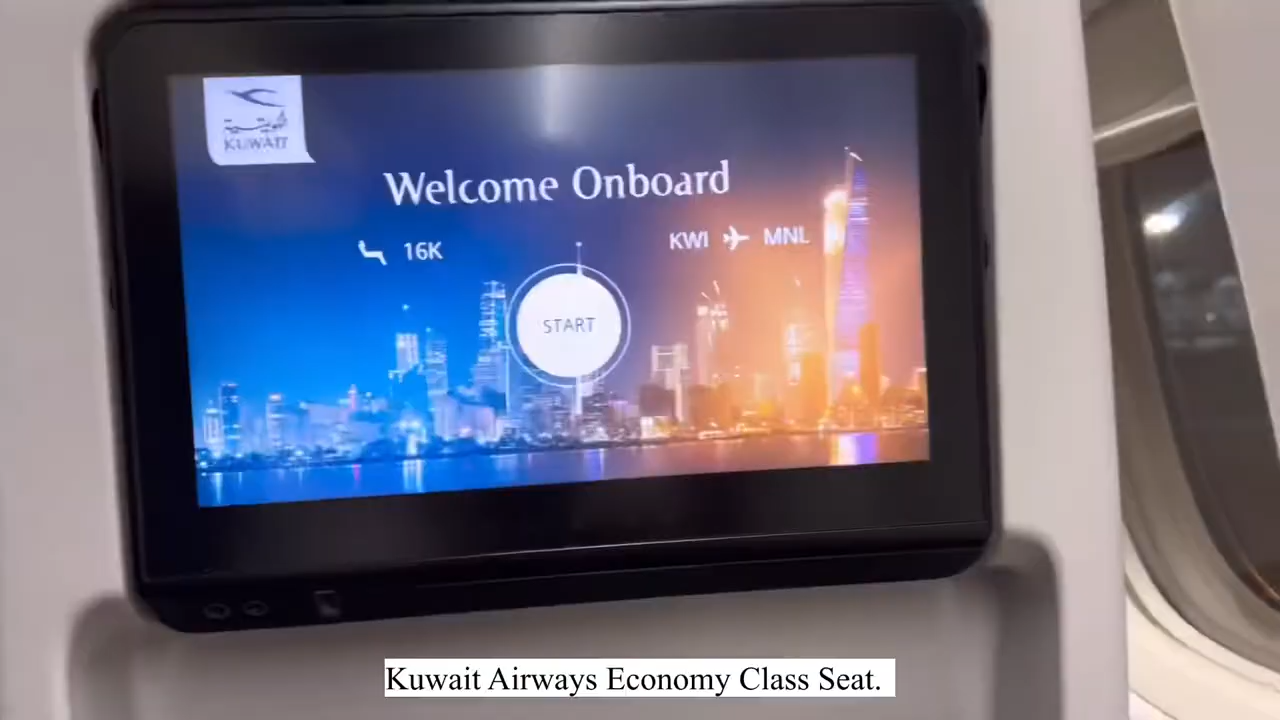 الكويتية
KUWAIT
Welcome Onboard
16K
KWI MNL
START
Kuwait Airways Economy Class Seat.